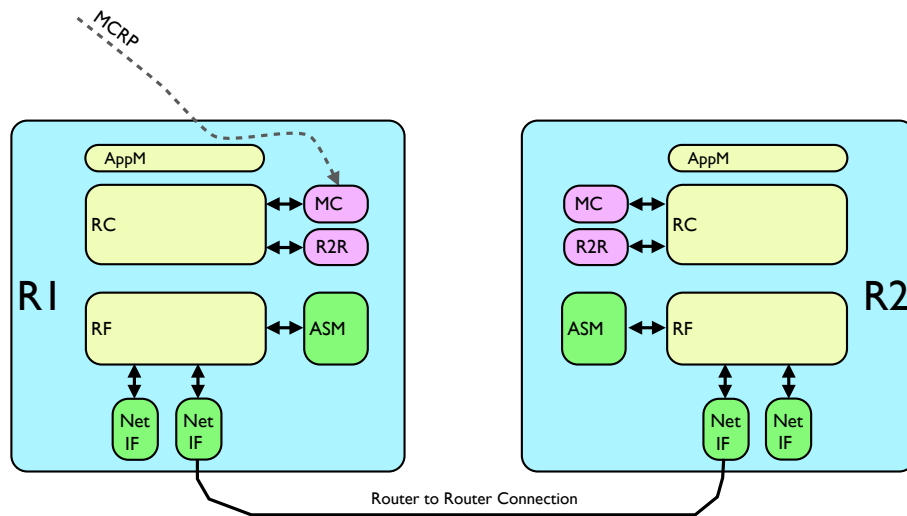 MCRP
AppM
RC
MC
R2R
R1
RF
ASM
Net
IF
Net
IF
AppM
MC
RC
R2R
R2
ASM
RF
Net
IF
Net
IF
Router to Router Connection